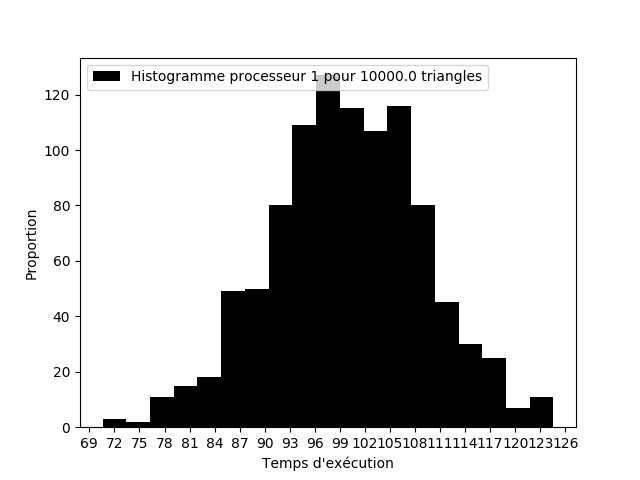 Histogramme processeur 1 pour 10000.0 triangles
120
100
80
60
40
20
0
Proportion
69 72 75 78 81 84 87 90 93 96 99 102 105 108 111 114 117 120 123 126
Temps d'exécution